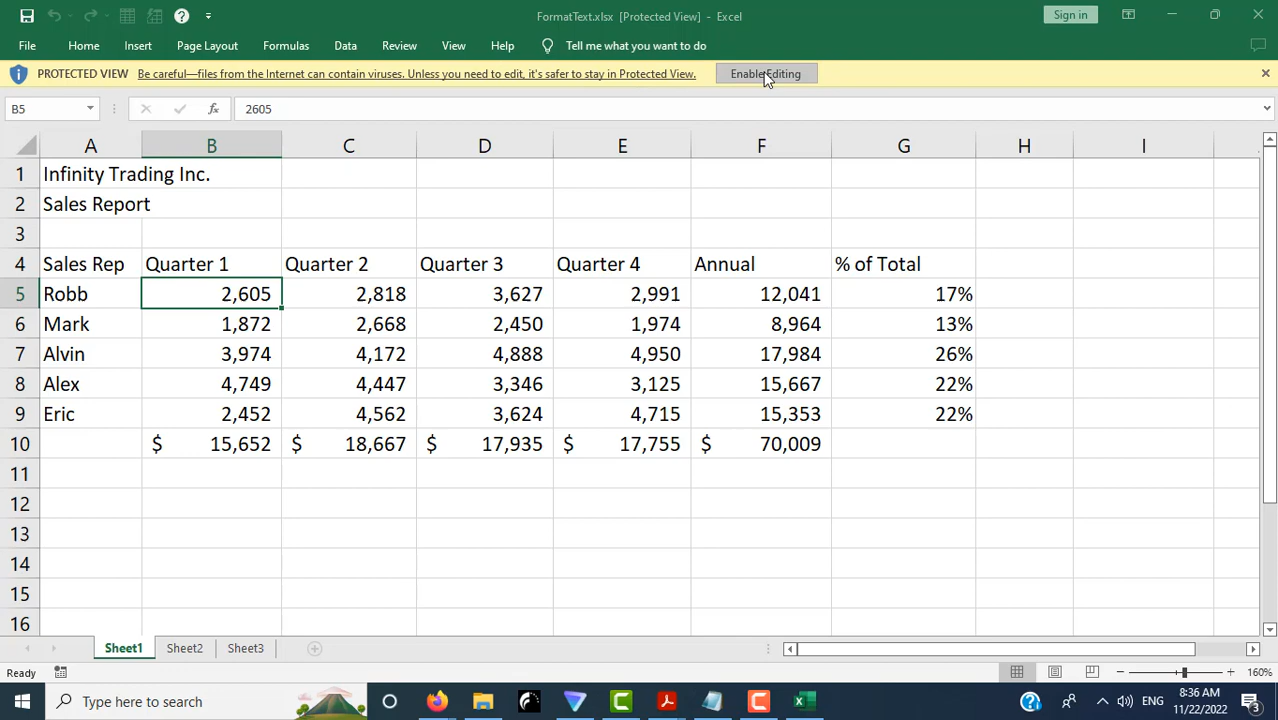 FormatText.xlsx [Protected View] - Excel
Sign in
File Home Insert Page Layout Formulas Data Review View Help Tell me what you want to do
PROTECTED VIEW Be careful—files from the Internet can contain viruses. Unless you need to edit, it's safer to stay in Protected View. Enable Editing
B5 fx 2605
A B C D E F G H I
1 Infinity Trading Inc.
2 Sales Report
3
4 Sales Rep Quarter 1 Quarter 2 Quarter 3 Quarter 4 Annual % of Total
5 Robb 2,605 2,818 3,627 2,991 12,041 17%
6 Mark 1,872 2,668 2,450 1,974 8,964 13%
7 Alvin 3,974 4,172 4,888 4,950 17,984 26%
8 Alex 4,749 4,447 3,346 3,125 15,667 22%
9 Eric 2,452 4,562 3,624 4,715 15,353 22%
10 $ 15,652 $ 18,667 $ 17,935 $ 17,755 $ 70,009
11
12
13
14
15
16
Sheet1 Sheet2 Sheet3
Ready 160%
Type here to search ENG 8:36 AM
11/22/2022 3